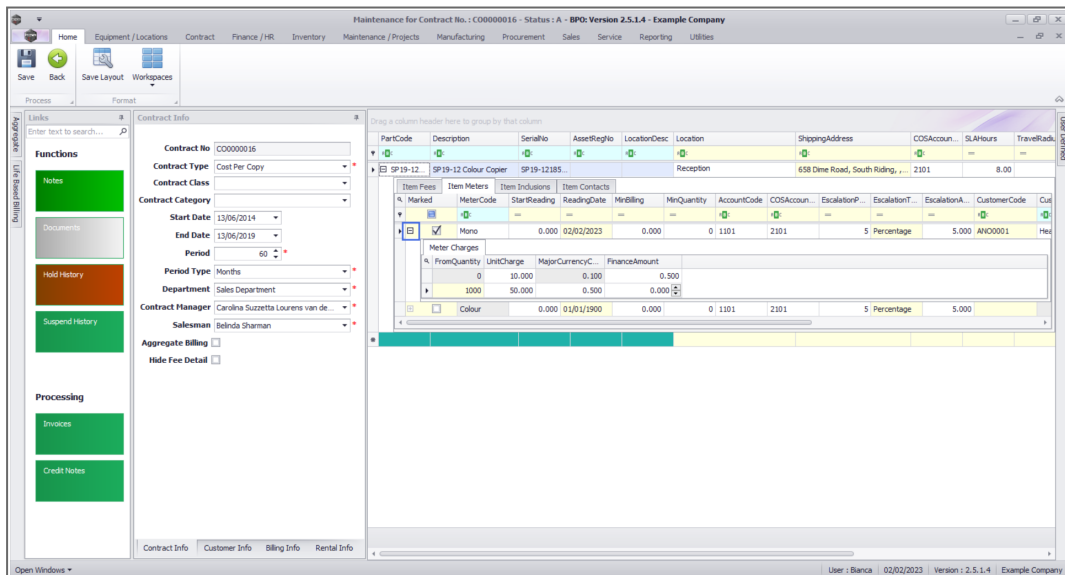 Maintenance for Contract No. : CO0000016 - Status : A - BPO: Version 2.5.1.4 - Example Company
Home Equipment / Locations Contract Finance / HR Inventory Maintenance / Projects Manufacturing Procurement Sales Service Reporting Utilities
Save Back Save Layout Workspaces
Process Format
Aggregate
Life Based Billing
Links
Enter text to search...
Functions
Notes
Documents
Hold History
Suspend History
Processing
Invoices
Credit Notes
Contract Info
Contract No CO0000016
Contract Type Cost Per Copy *
Contract Class
Contract Category
Start Date 13/06/2014
End Date 13/06/2019
Period 60 *
Period Type Months *
Department Sales Department *
Contract Manager Carolina Suzzetta Lourens van de... *
Salesman Belinda Sharman *
Aggregate Billing
Hide Fee Detail
Contract Info Customer Info Billing Info Rental Info
Drag a column header here to group by that column
PartCode Description SerialNo AssetRegNo LocationDesc Location ShippingAddress COSAccoun... SLAHours TravelRadiu
SP19-12... SP19-12 Colour Copier SP19-12185... Reception 658 Dime Road, South Riding, , ... 2101 8.00
Item Fees Item Meters Item Inclusions Item Contacts
Marked MeterCode StartReading ReadingDate MinBilling MinQuantity AccountCode COSAccoun... EscalationP... EscalationT... EscalationA... CustomerCode Cus
Mono 0.000 02/02/2023 0.000 0 1101 2101 5 Percentage 5.000 ANO0001 Hea
Meter Charges
FromQuantity UnitCharge MajorCurrencyC... FinanceAmount
0 10.000 0.100 0.500
1000 50.000 0.500 0.000
Colour 0.000 01/01/1900 0.000 0 1101 2101 5 Percentage 5.000
User Defined
Open Windows
User : Bianca 02/02/2023 Version : 2.5.1.4 Example Company